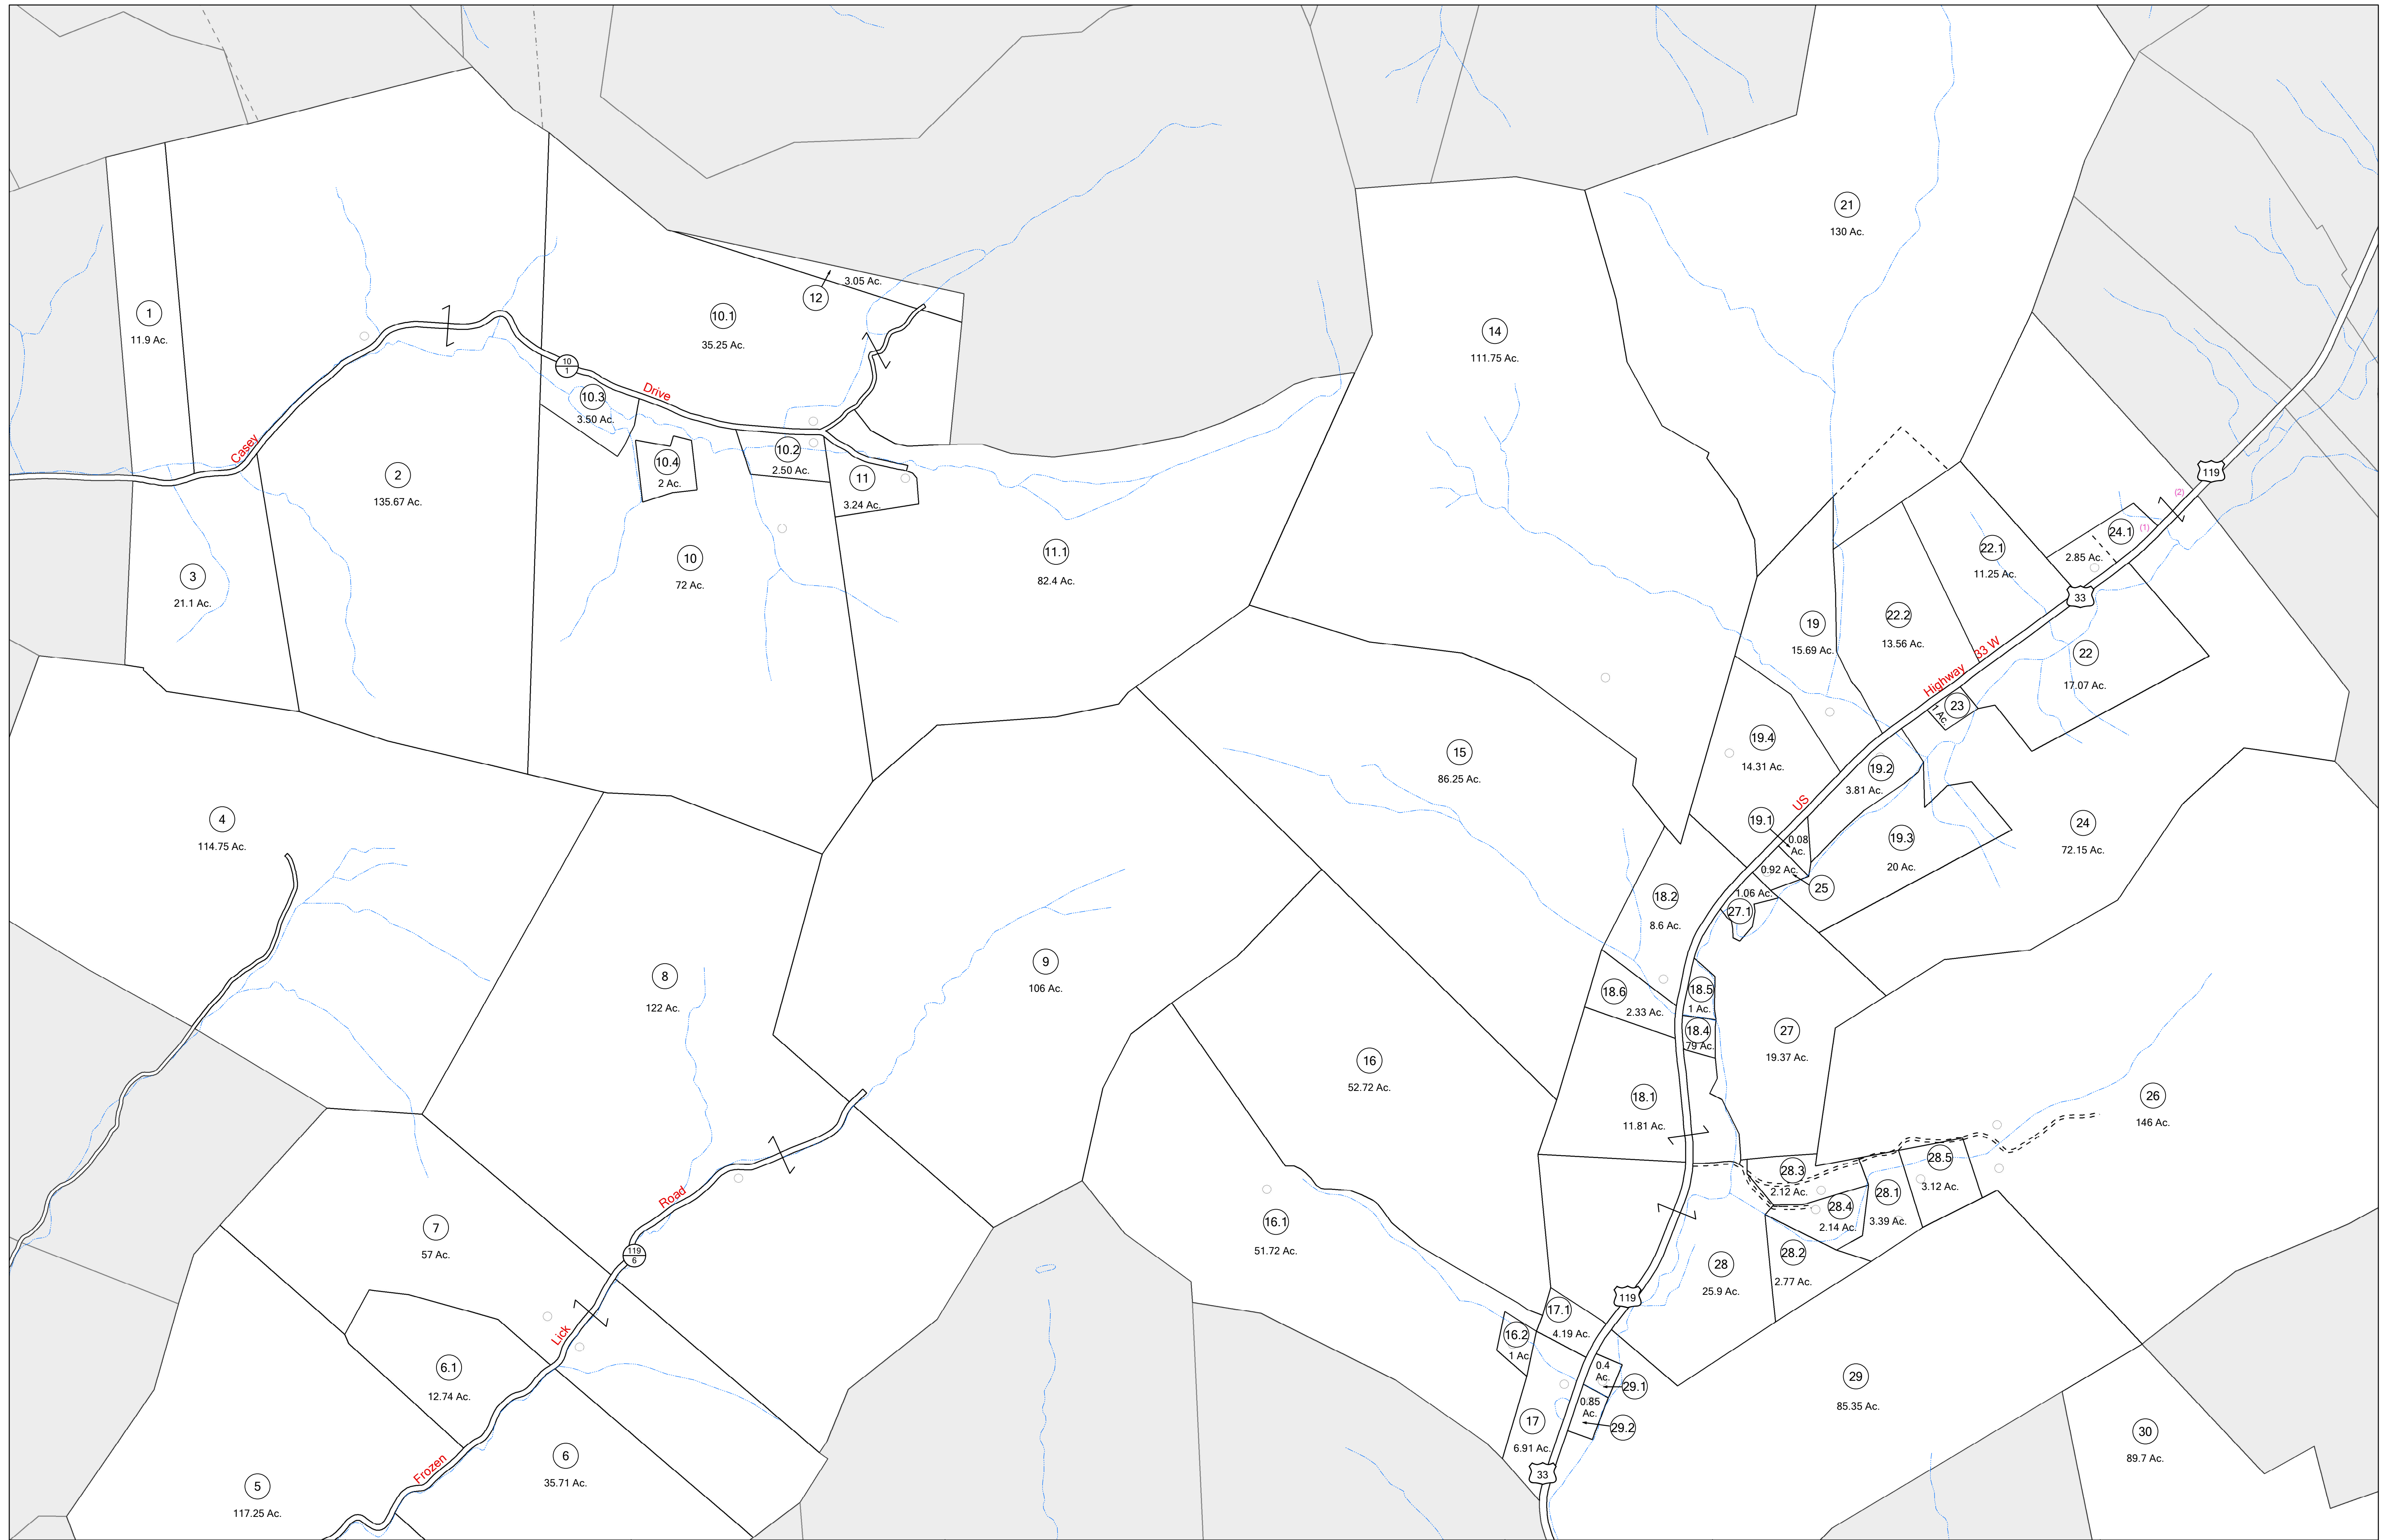 21
130 Ac.
3.05 Ac.
12
1
11.9 Ac.
10.1
35.25 Ac.
14
111.75 Ac.
10
1
10.3
3.50 Ac.
Drive
Casey
2
135.67 Ac.
10.4
2 Ac.
10.2
2.50 Ac.
11
3.24 Ac.
119
(2)
(1)
24.1
2.85 Ac.
22.1
11.25 Ac.
33
3
21.1 Ac.
10
72 Ac.
11.1
82.4 Ac.
19
15.69 Ac.
22.2
13.56 Ac.
Highway 33 W
22
17.07 Ac.
23
1 Ac.
15
86.25 Ac.
19.4
14.31 Ac.
19.2
3.81 Ac.
US
19.1
0.08
Ac.
19.3
20 Ac.
24
72.15 Ac.
4
114.75 Ac.
0.92 Ac.
25
1.06 Ac.
27.1
18.2
8.6 Ac.
8
122 Ac.
9
106 Ac.
18.6
2.33 Ac.
18.5
1 Ac.
18.4
79 Ac.
27
19.37 Ac.
16
52.72 Ac.
18.1
11.81 Ac.
26
146 Ac.
28.3
2.12 Ac.
28.5
3.12 Ac.
28.4
2.14 Ac.
28.1
3.39 Ac.
Road
7
57 Ac.
119
6
16.1
51.72 Ac.
28
25.9 Ac.
28.2
2.77 Ac.
119
17.1
4.19 Ac.
16.2
1 Ac
Lick
6.1
12.74 Ac.
0.4
Ac.
29.1
0.85
Ac.
29.2
29
85.35 Ac.
17
6.91 Ac.
30
89.7 Ac.
33
Frozen
6
35.71 Ac.
5
117.25 Ac.